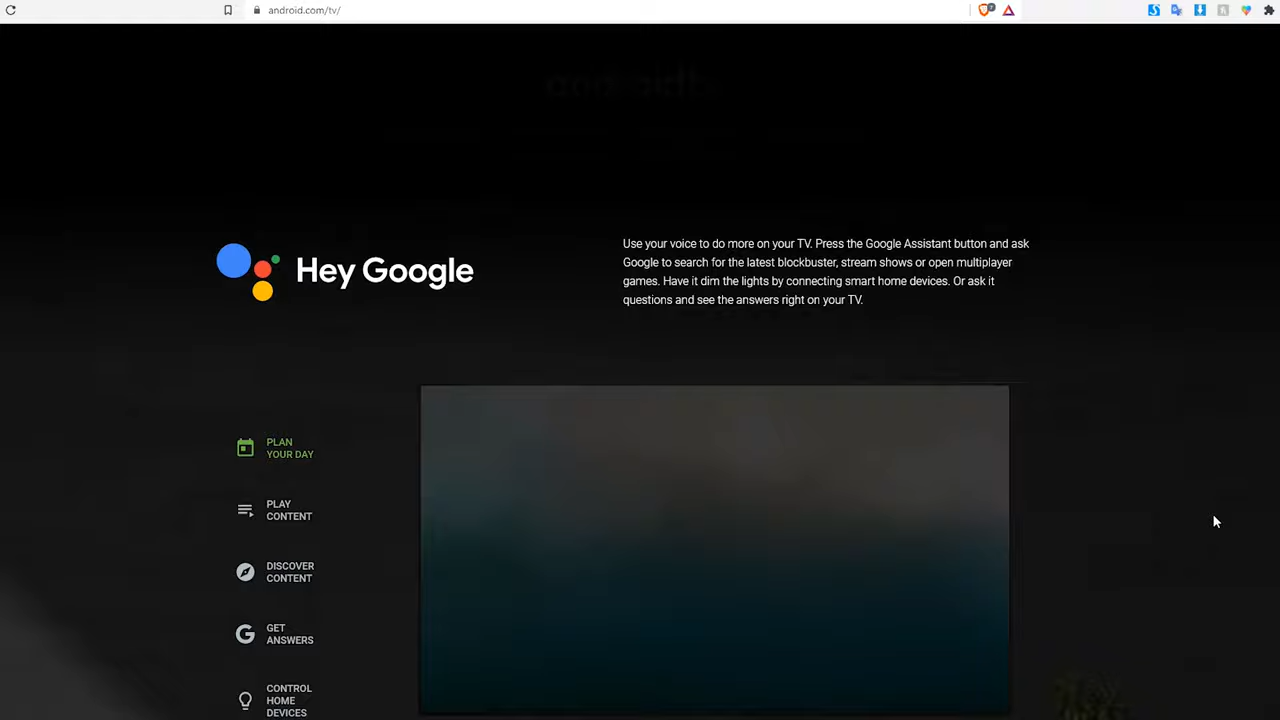 android.com/tv/
androidtv
Hey Google
Use your voice to do more on your TV. Press the Google Assistant button and ask
Google to search for the latest blockbuster, stream shows or open multiplayer
games. Have it dim the lights by connecting smart home devices. Or ask it
questions and see the answers right on your TV.
PLAN
YOUR DAY
PLAY
CONTENT
DISCOVER
CONTENT
GET
ANSWERS
CONTROL
HOME
DEVICES